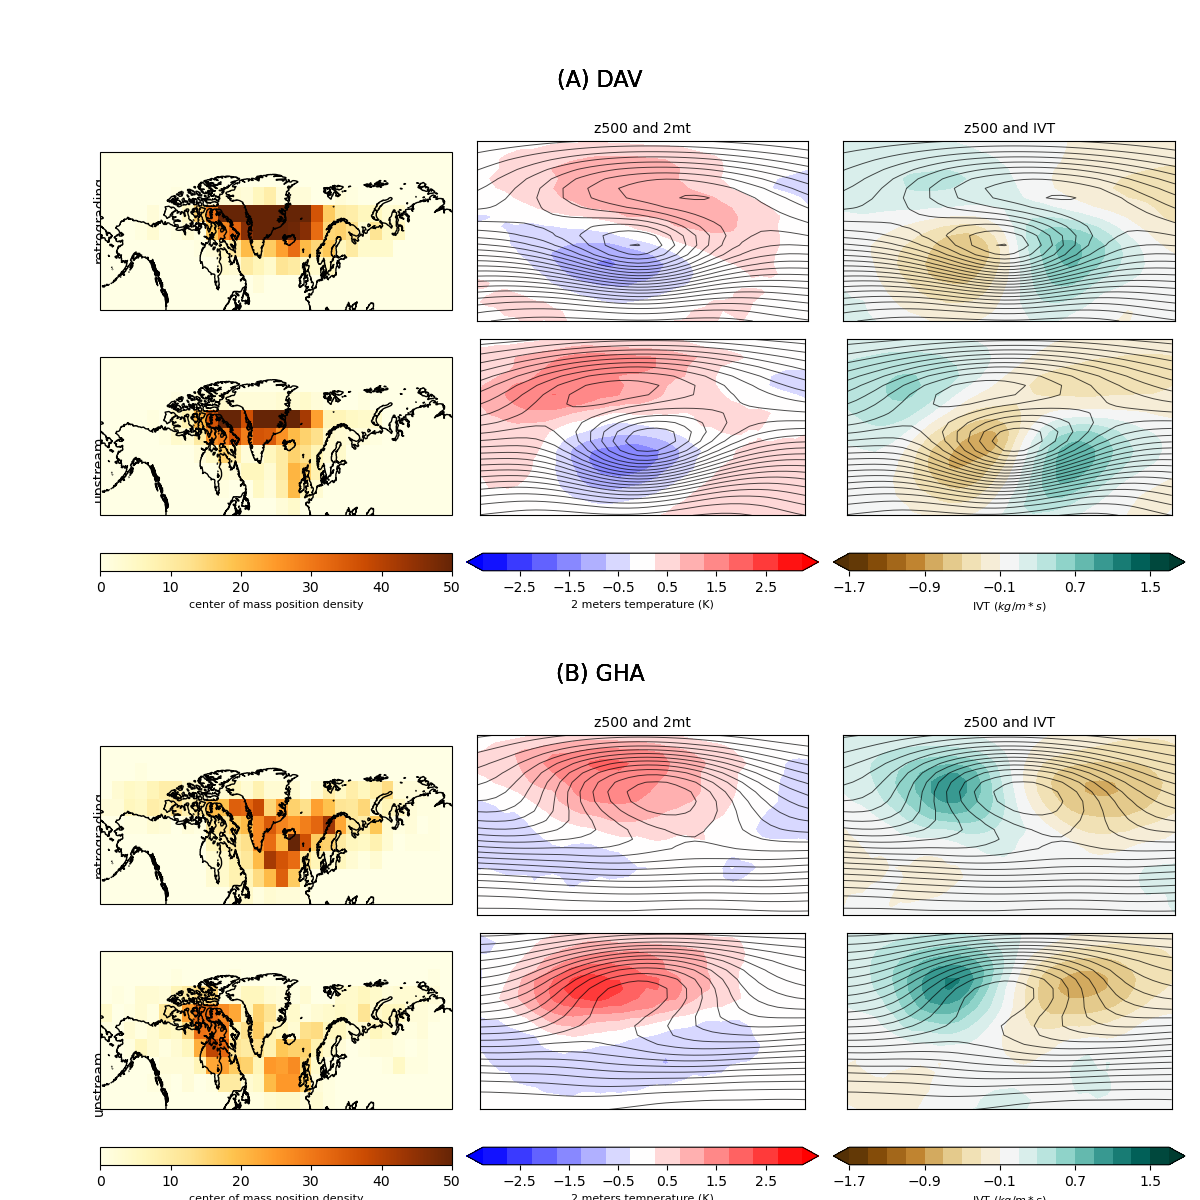 (A) DAV
z500 and 2mt
z500 and IVT
retrograding
upstream
0 10 20 30 40 50
center of mass position density
−2.5 −1.5 −0.5 0.5 1.5 2.5
2 meters temperature (K)
−1.7 −0.9 −0.1 0.7 1.5
IVT (kg/m * s)
(B) GHA
z500 and 2mt
z500 and IVT
retrograding
upstream
0 10 20 30 40 50
center of mass position density
−2.5 −1.5 −0.5 0.5 1.5 2.5
2 meters temperature (K)
−1.7 −0.9 −0.1 0.7 1.5
IVT (kg/m * s)